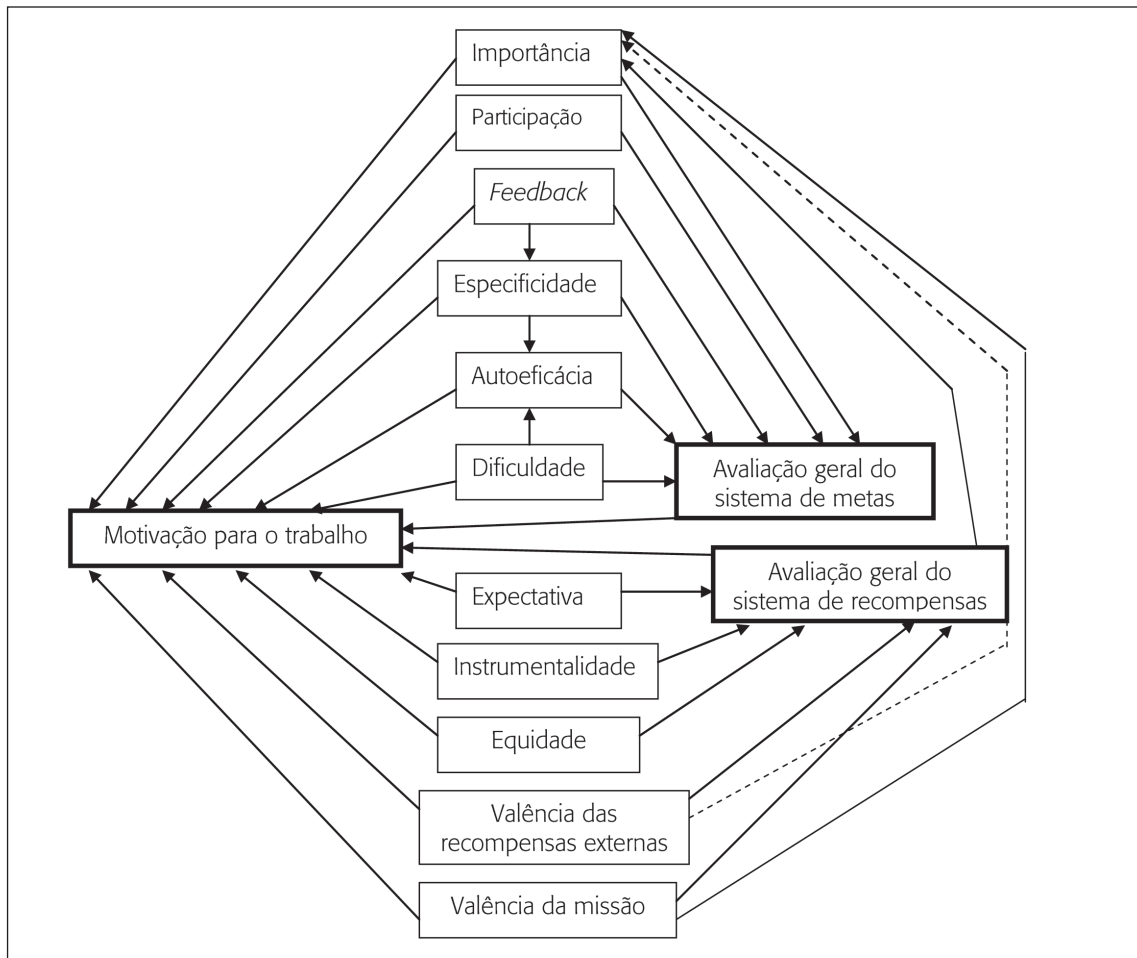 Importância
Participação
Feedback
Especificidade
Autoeficácia
Dificuldade
Avaliação geral do
sistema de metas
Motivação para o trabalho
Avaliação geral do
sistema de recompensas
Expectativa
Instrumentalidade
Equidade
Valência das
recompensas externas
Valência da missão